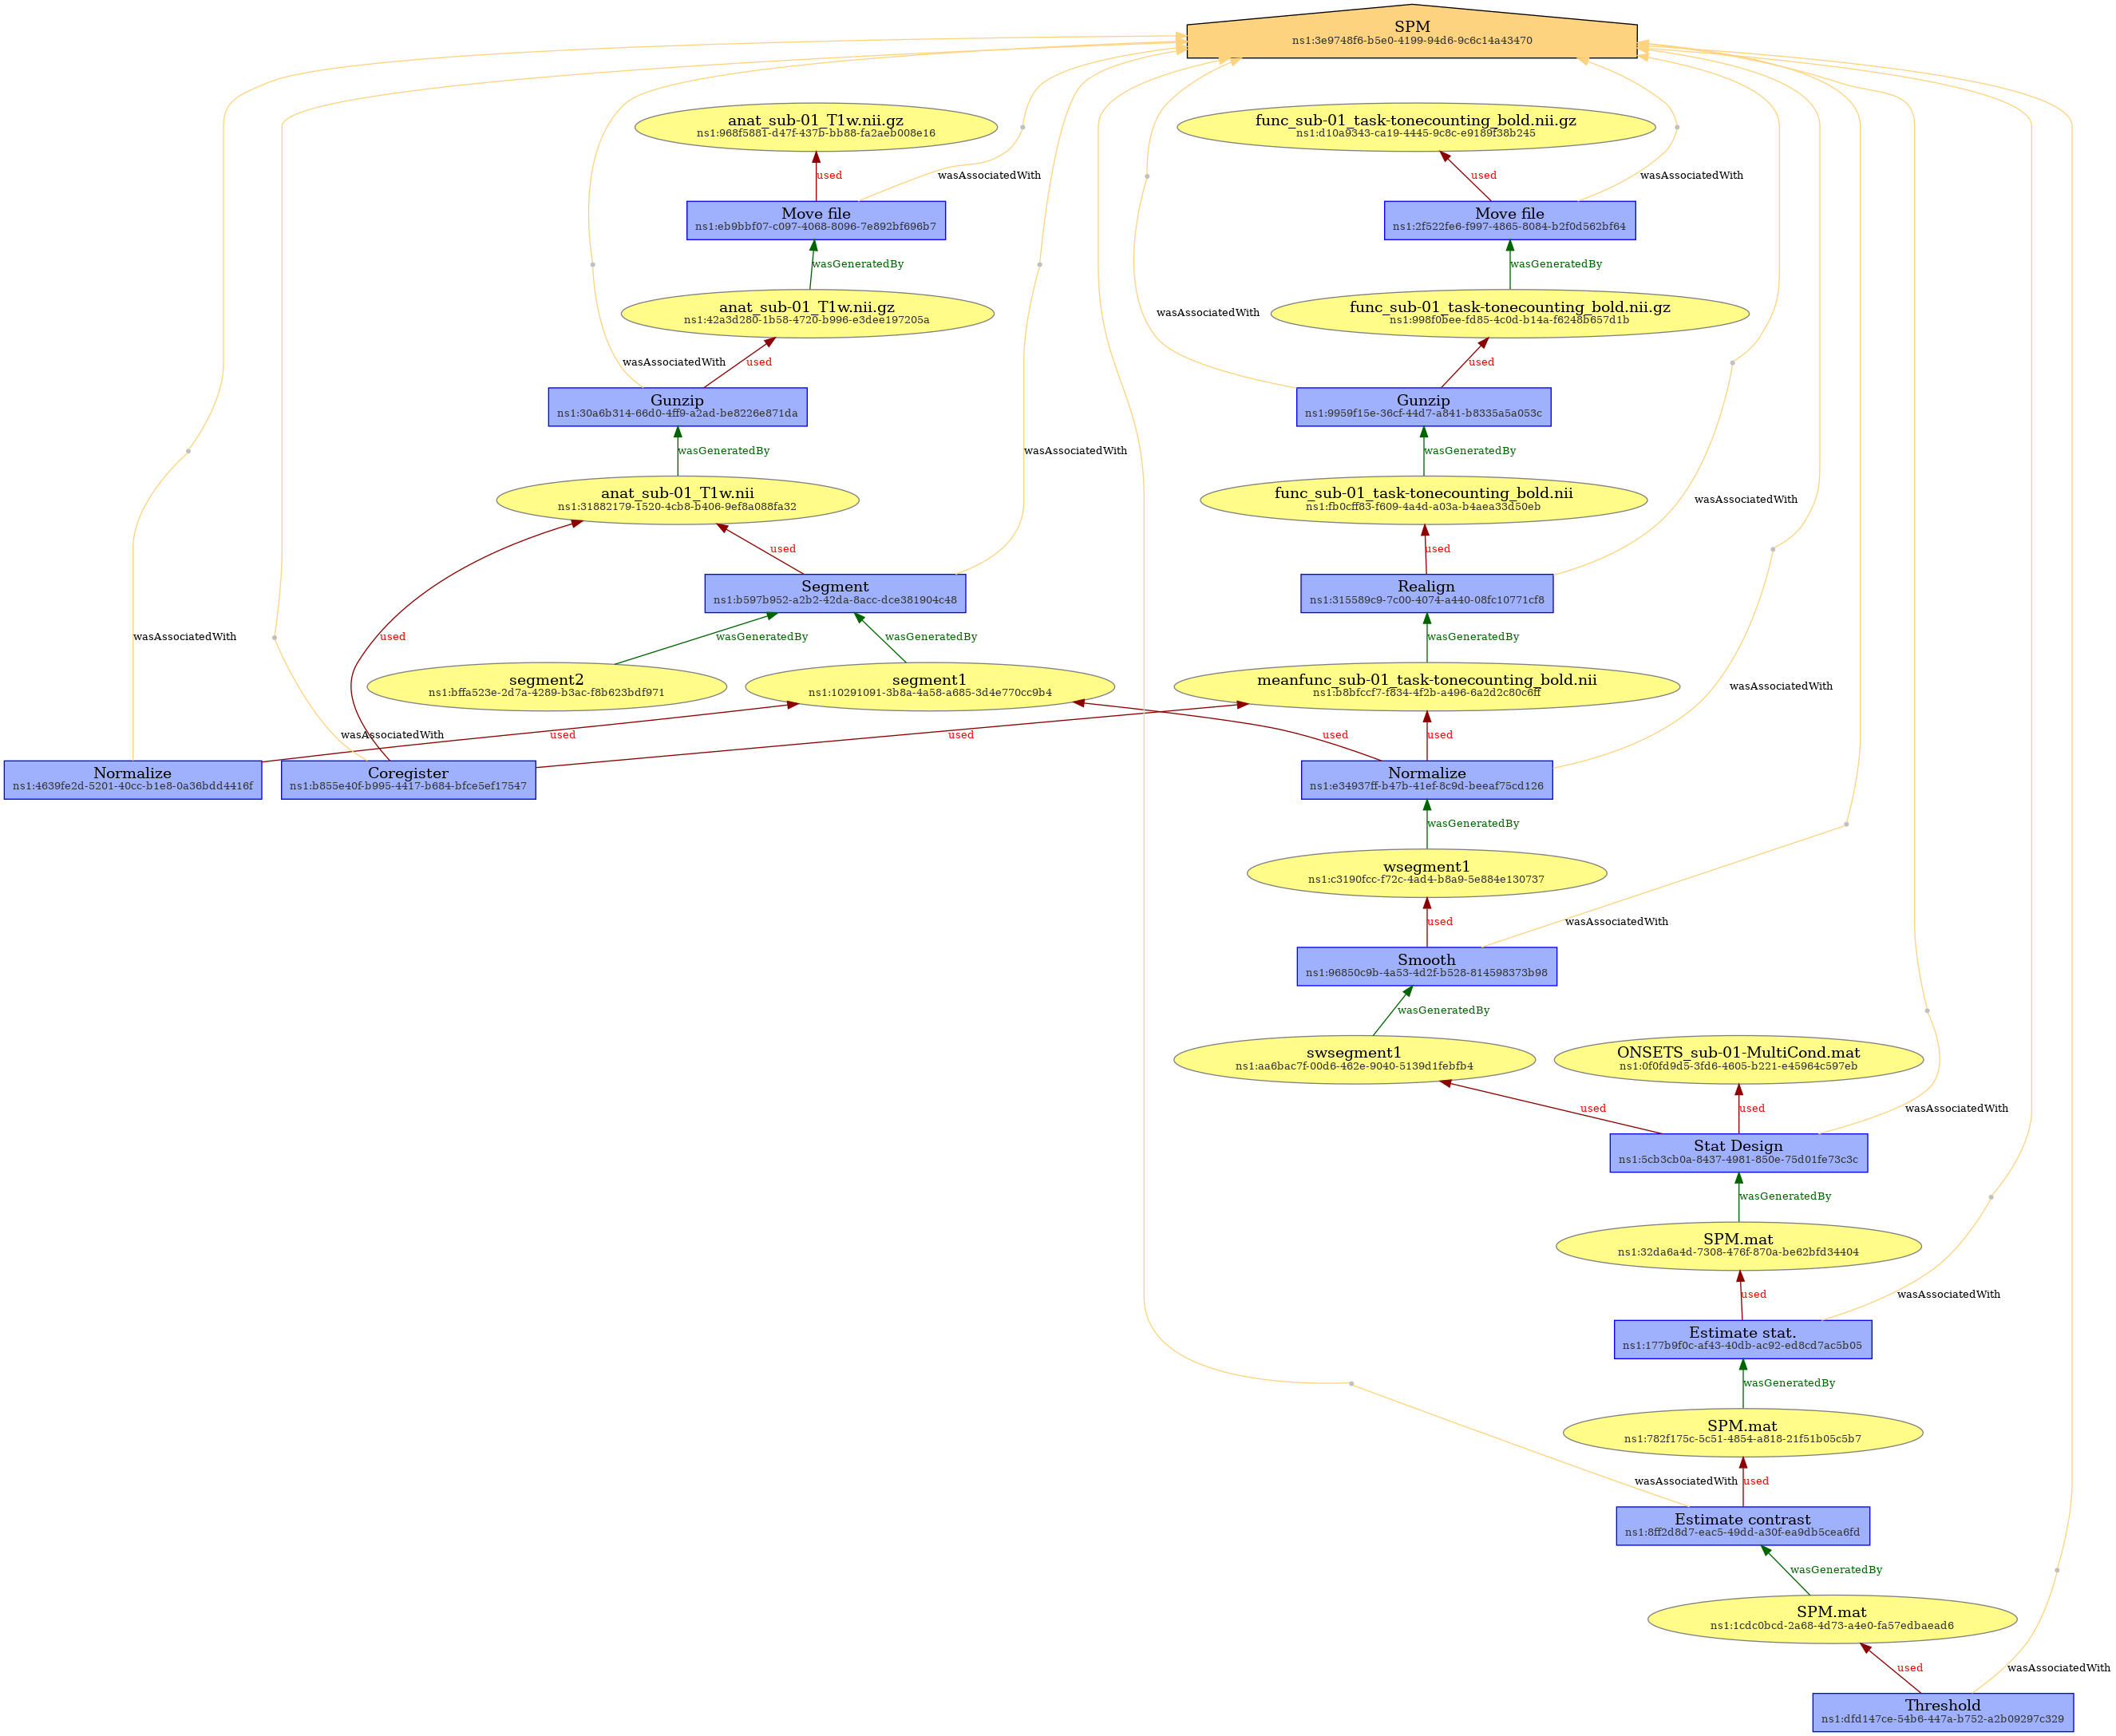 SPM
ns1:3e9748f6-b5e0-4199-94d6-9c6c14a43470
anat_sub-01_T1w.nii.gz
ns1:968f5881-d47f-437b-bb88-fa2aeb008e16
func_sub-01_task-tonecounting_bold.nii.gz
ns1:d10a9343-ca19-4445-9c8c-e9189f38b245
used
wasAssociatedWith
used
wasAssociatedWith
Move file
ns1:eb9bbf07-c097-4068-8096-7e892bf696b7
Move file
ns1:2f522fe6-f997-4865-8084-b2f0d562bf64
wasGeneratedBy
wasGeneratedBy
anat_sub-01_T1w.nii.gz
ns1:42a3d280-1b58-4720-b996-e3dee197205a
wasAssociatedWith
func_sub-01_task-tonecounting_bold.nii.gz
ns1:998f0bee-fd85-4c0d-b14a-f6248b657d1b
wasAssociatedWith
used
used
Gunzip
ns1:30a6b314-66d0-4ff9-a2ad-be8226e871da
Gunzip
ns1:9959f15e-36cf-44d7-a841-b8335a5a053c
wasGeneratedBy
wasAssociatedWith
wasGeneratedBy
anat_sub-01_T1w.nii
ns1:31882179-1520-4cb8-b406-9ef8a088fa32
func_sub-01_task-tonecounting_bold.nii
ns1:fb0cff83-f609-4a4d-a03a-b4aea33d50eb
wasAssociatedWith
used
used
Segment
ns1:b597b952-a2b2-42da-8acc-dce381904c48
Realign
ns1:315589c9-7c00-4074-a440-08fc10771cf8
wasAssociatedWith
used
wasGeneratedBy
wasGeneratedBy
wasGeneratedBy
segment2
ns1:bffa523e-2d7a-4289-b3ac-f8b623bdf971
segment1
ns1:10291091-3b8a-4a58-a685-3d4e770cc9b4
meanfunc_sub-01_task-tonecounting_bold.nii
ns1:b8bfccf7-f834-4f2b-a496-6a2d2c80c6ff
wasAssociatedWith
wasAssociatedWith
used
used
used
used
Normalize
ns1:4639fe2d-5201-40cc-b1e8-0a36bdd4416f
Coregister
ns1:b855e40f-b995-4417-b684-bfce5ef17547
Normalize
ns1:e34937ff-b47b-41ef-8c9d-beeaf75cd126
wasGeneratedBy
wsegment1
ns1:c3190fcc-f72c-4ad4-b8a9-5e884e130737
used
wasAssociatedWith
Smooth
ns1:96850c9b-4a53-4d2f-b528-814598373b98
wasGeneratedBy
swsegment1
ns1:aa6bac7f-00d6-462e-9040-5139d1febfb4
ONSETS_sub-01-MultiCond.mat
ns1:0f0fd9d5-3fd6-4605-b221-e45964c597eb
used
used
wasAssociatedWith
Stat Design
ns1:5cb3cb0a-8437-4981-850e-75d01fe73c3c
wasGeneratedBy
SPM.mat
ns1:32da6a4d-7308-476f-870a-be62bfd34404
used
wasAssociatedWith
Estimate stat.
ns1:177b9f0c-af43-40db-ac92-ed8cd7ac5b05
wasGeneratedBy
SPM.mat
ns1:782f175c-5c51-4854-a818-21f51b05c5b7
wasAssociatedWith
used
Estimate contrast
ns1:8ff2d8d7-eac5-49dd-a30f-ea9db5cea6fd
wasGeneratedBy
SPM.mat
ns1:1cdc0bcd-2a68-4d73-a4e0-fa57edbaead6
used
wasAssociatedWith
Threshold
ns1:dfd147ce-54b6-447a-b752-a2b09297c329